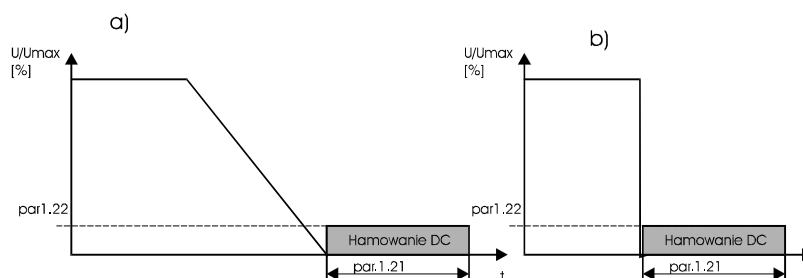 a)
U/Umax
[%]
par1.22
Hamowanie DC
par.1.21
t
b)
U/Umax
[%]
par1.22
Hamowanie DC
par.1.21